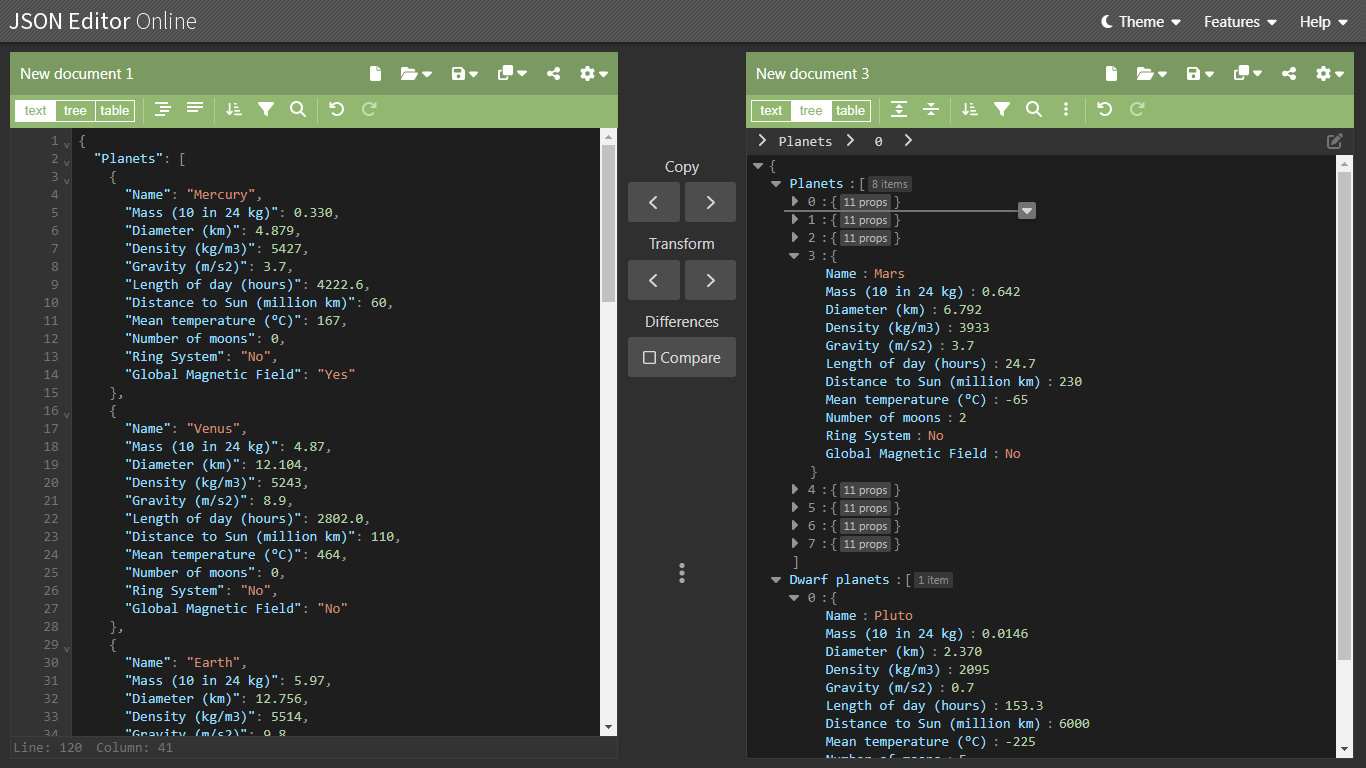 JSON Editor Online
Theme Features Help
New document 1
text tree table
1 {
2 "Planets": [
3 {
4 "Name": "Mercury",
5 "Mass (10 in 24 kg)": 0.330,
6 "Diameter (km)": 4.879,
7 "Density (kg/m3)": 5427,
8 "Gravity (m/s2)": 3.7,
9 "Length of day (hours)": 4222.6,
10 "Distance to Sun (million km)": 60,
11 "Mean temperature (ºC)": 167,
12 "Number of moons": 0,
13 "Ring System": "No",
14 "Global Magnetic Field": "Yes"
15 },
16 {
17 "Name": "Venus",
18 "Mass (10 in 24 kg)": 4.87,
19 "Diameter (km)": 12.104,
20 "Density (kg/m3)": 5243,
21 "Gravity (m/s2)": 8.9,
22 "Length of day (hours)": 2802.0,
23 "Distance to Sun (million km)": 110,
24 "Mean temperature (ºC)": 464,
25 "Number of moons": 0,
26 "Ring System": "No",
27 "Global Magnetic Field": "No"
28 },
29 {
30 "Name": "Earth",
31 "Mass (10 in 24 kg)": 5.97,
32 "Diameter (km)": 12.756,
33 "Density (kg/m3)": 5514,
34 "Gravity (m/s2)": 9.8,
Line: 120 Column: 41
Copy
Transform
Differences
Compare
New document 3
text tree table
Planets 0
{
Planets : [ 8 items
0 : { 11 props }
1 : { 11 props }
2 : { 11 props }
3 : {
Name : Mars
Mass (10 in 24 kg) : 0.642
Diameter (km) : 6.792
Density (kg/m3) : 3933
Gravity (m/s2) : 3.7
Length of day (hours) : 24.7
Distance to Sun (million km) : 230
Mean temperature (ºC) : -65
Number of moons : 2
Ring System : No
Global Magnetic Field : No
}
4 : { 11 props }
5 : { 11 props }
6 : { 11 props }
7 : { 11 props }
]
Dwarf planets : [ 1 item
0 : {
Name : Pluto
Mass (10 in 24 kg) : 0.0146
Diameter (km) : 2.370
Density (kg/m3) : 2095
Gravity (m/s2) : 0.7
Length of day (hours) : 153.3
Distance to Sun (million km) : 6000
Mean temperature (ºC) : -225
Number of moons : 5